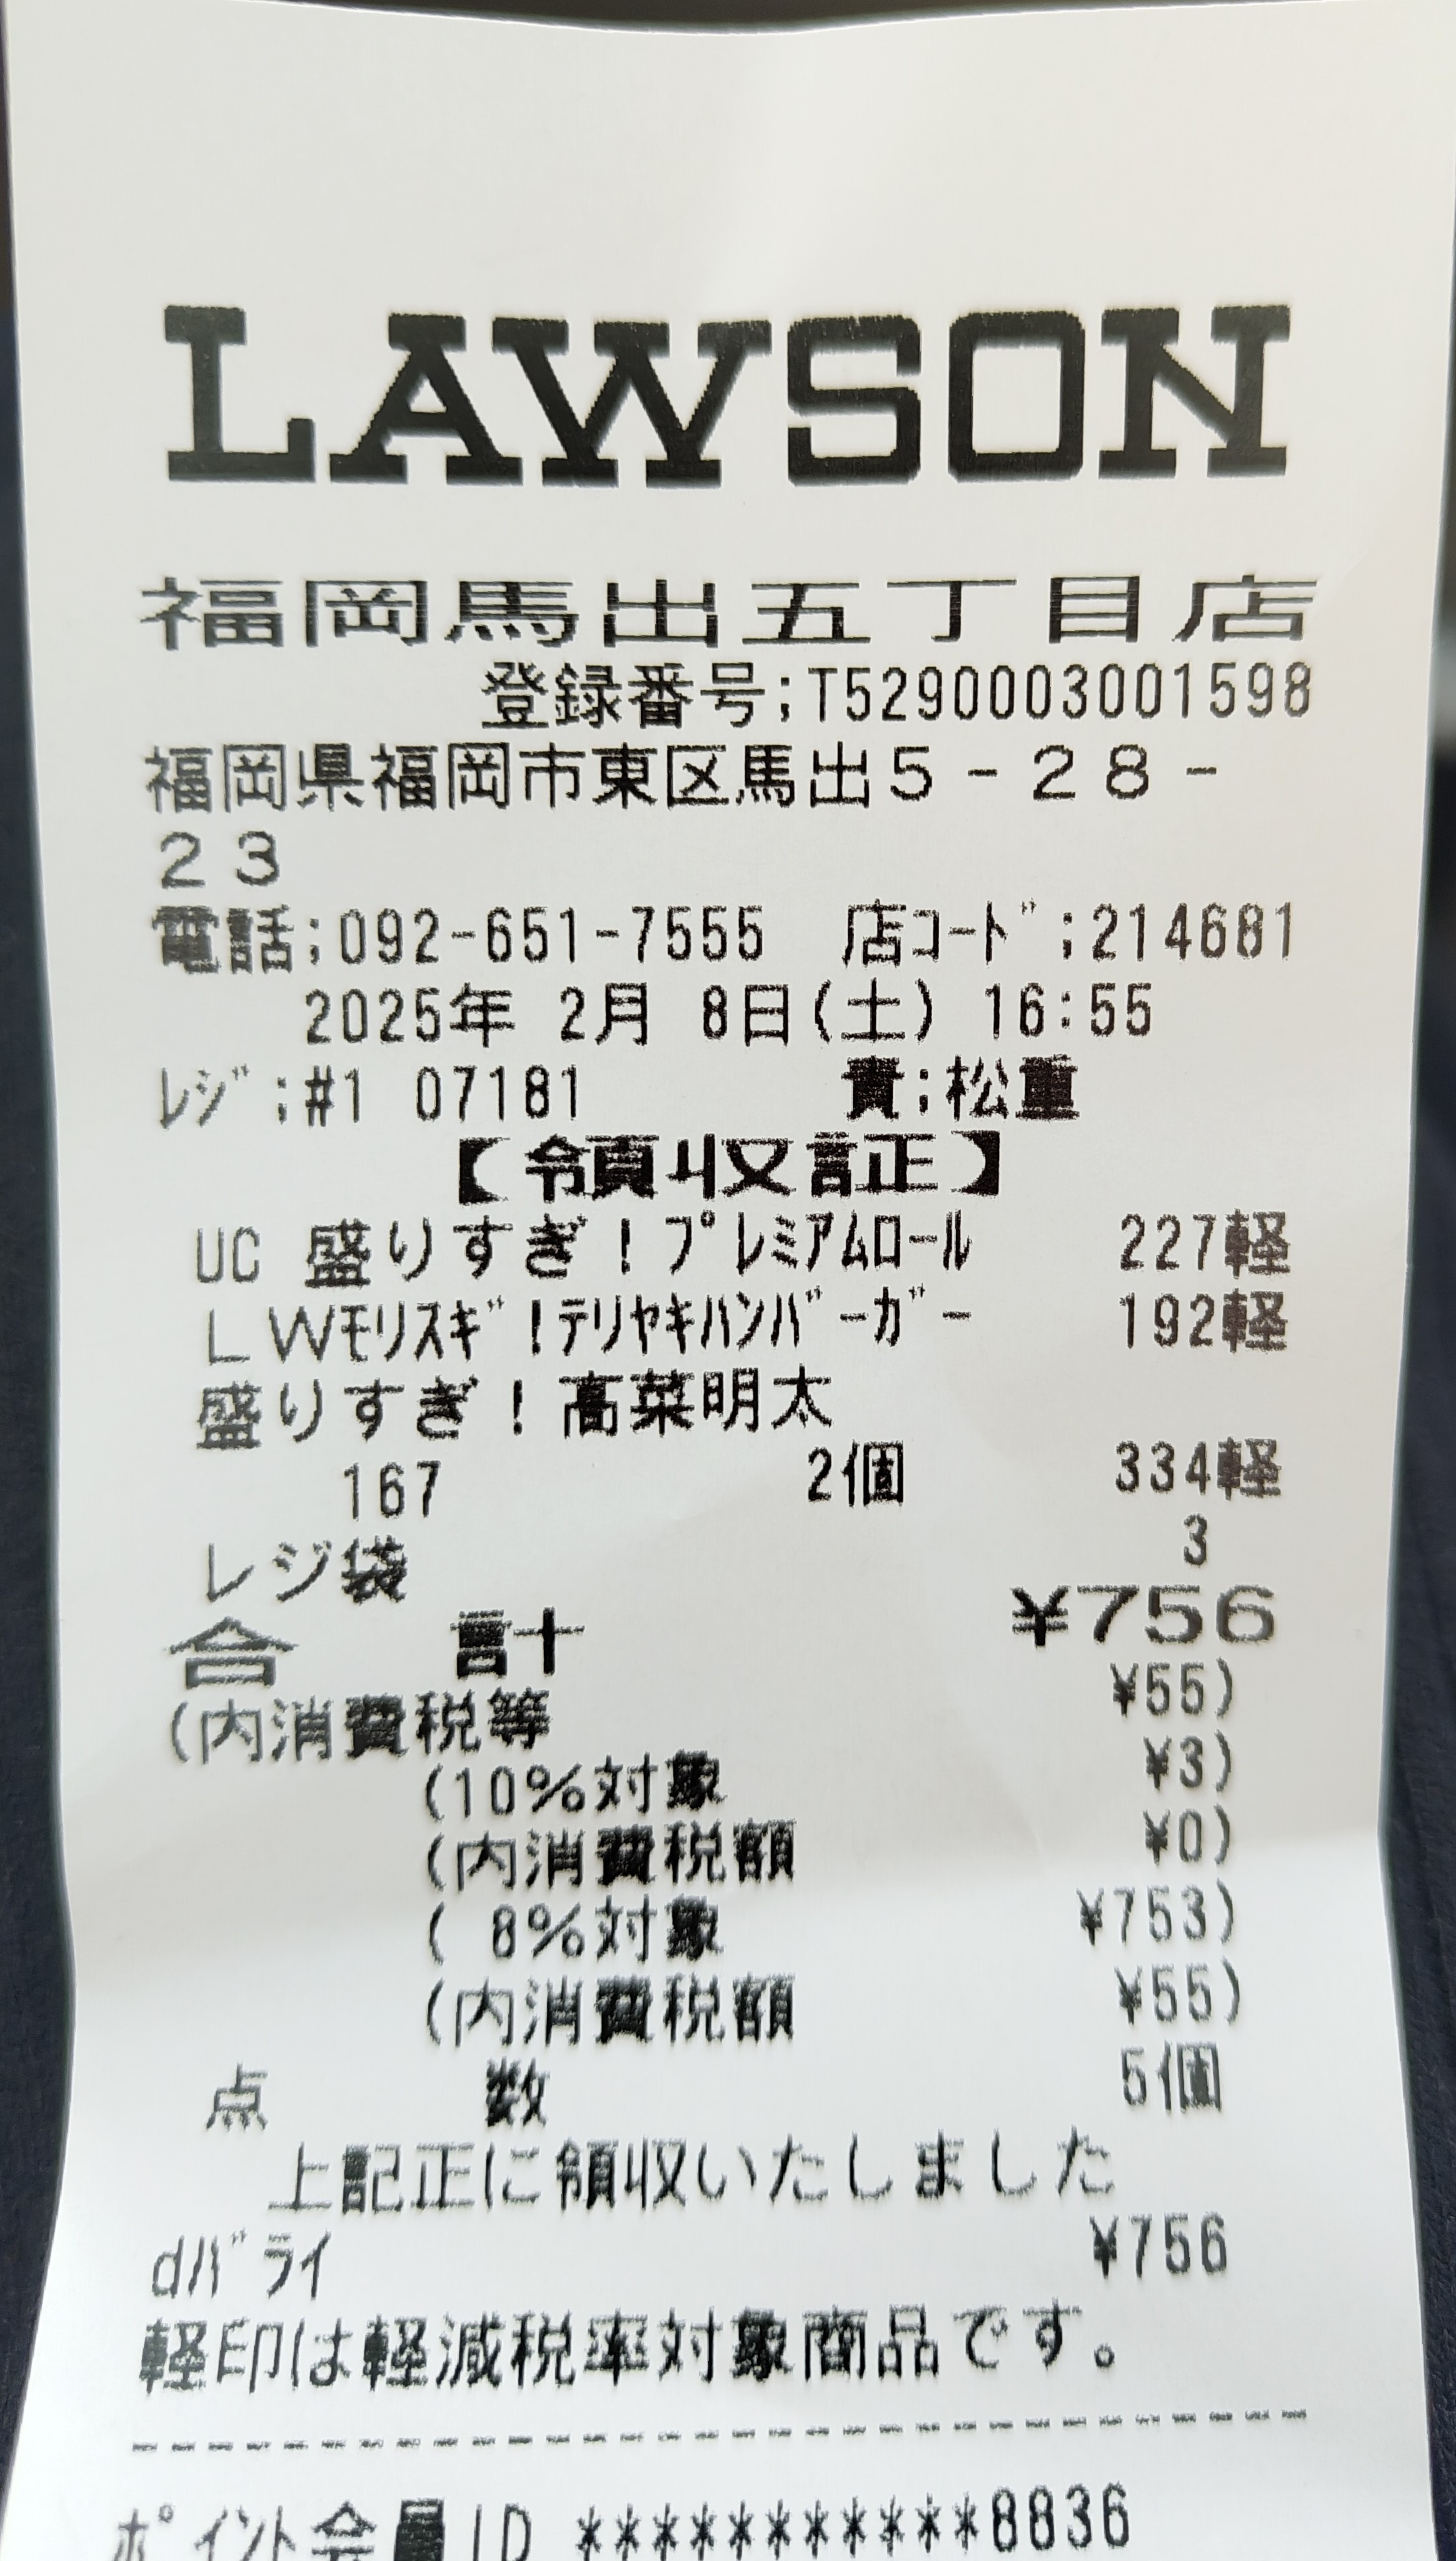 LAWSON
福岡馬出五丁目店
登録番号;T5290003001598
福岡県福岡市東区馬出5-28-
23
電話;092-651-7555 店コード;214681
2025年 2月 8日(土) 16:55
レジ;#1 07181 責;松重
【領収証】
UC 盛りすぎ!プレミアムロール 227軽
LWモリスギ!テリヤキハンバーガー 192軽
盛りすぎ!高菜明太
167 2個 334軽
レジ袋 3
合 計 ¥756
(内消費税等 ¥55)
(10%対象 ¥3)
(内消費税額 ¥0)
( 8%対象 ¥753)
(内消費税額 ¥55)
点 数 5個
上記正に領収いたしました
dバライ ¥756
軽印は軽減税率対象商品です。
ポイント会員ID ***********8836